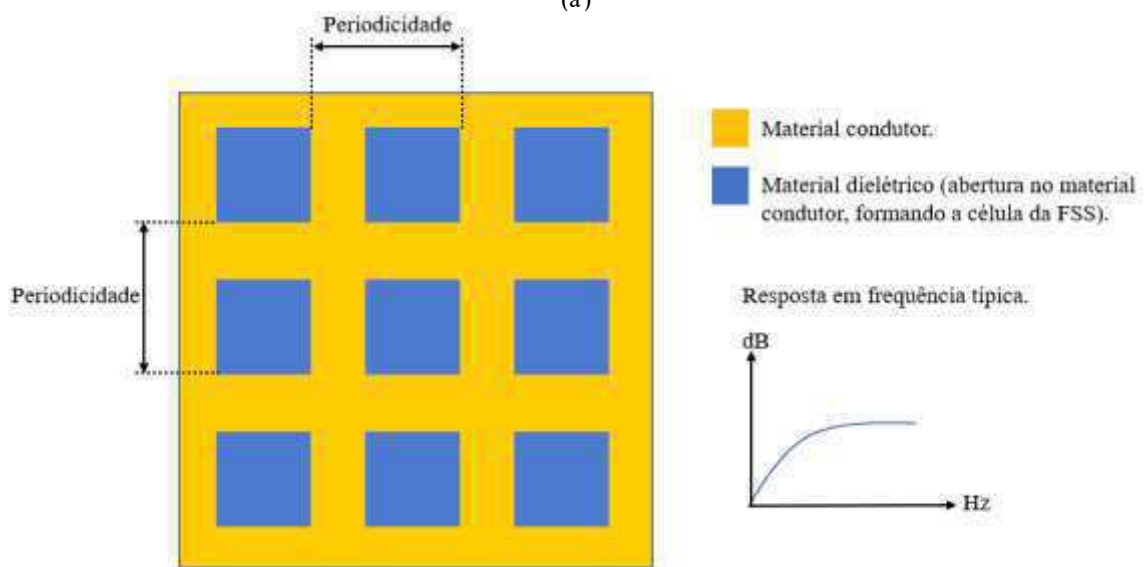 (a)
Periodicidade
Material condutor.
Material dielétrico (abertura no material
condutor, formando a célula da FSS).
Periodicidade
Resposta em frequência típica.
dB
Hz